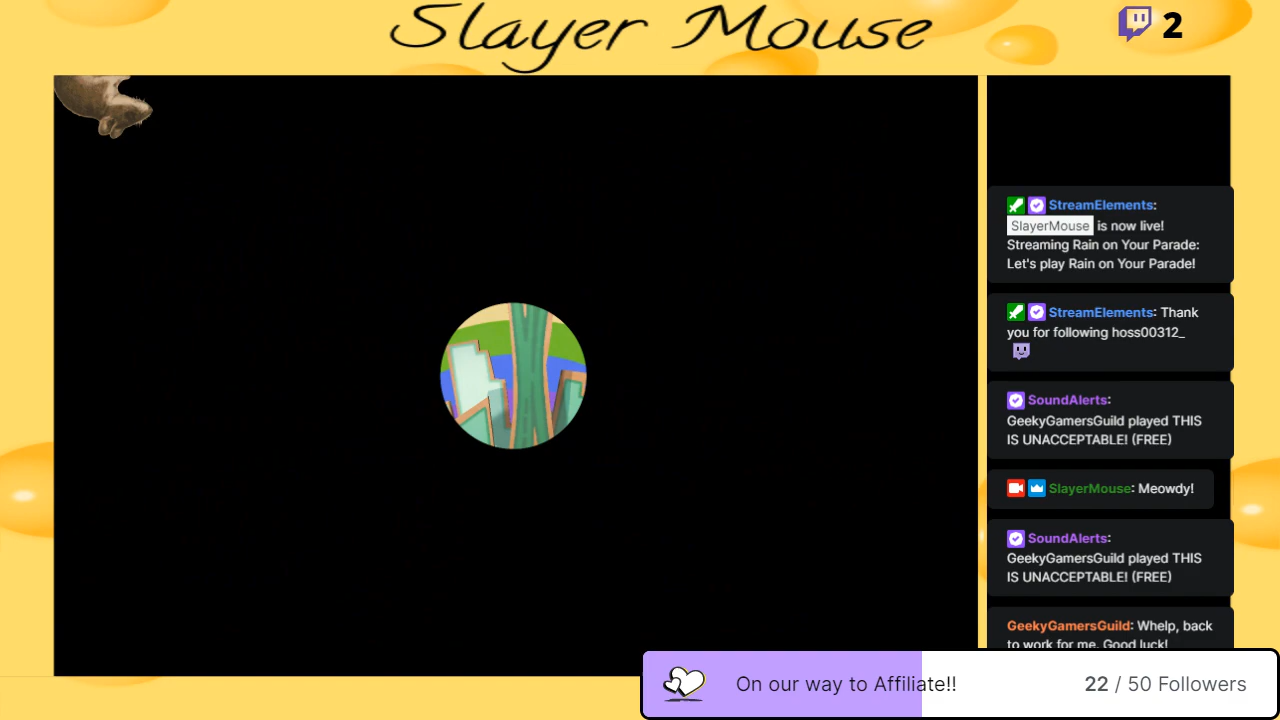 Slayer Mouse
2
StreamElements:
SlayerMouse is now live!
Streaming Rain on Your Parade:
Let's play Rain on Your Parade!
StreamElements: Thank
you for following hoss00312_
SoundAlerts:
GeekyGamersGuild played THIS
IS UNACCEPTABLE! (FREE)
SlayerMouse: Meowdy!
SoundAlerts:
GeekyGamersGuild played THIS
IS UNACCEPTABLE! (FREE)
GeekyGamersGuild: Whelp, back
to work for me. Good luck!
On our way to Affiliate!!
22 / 50 Followers